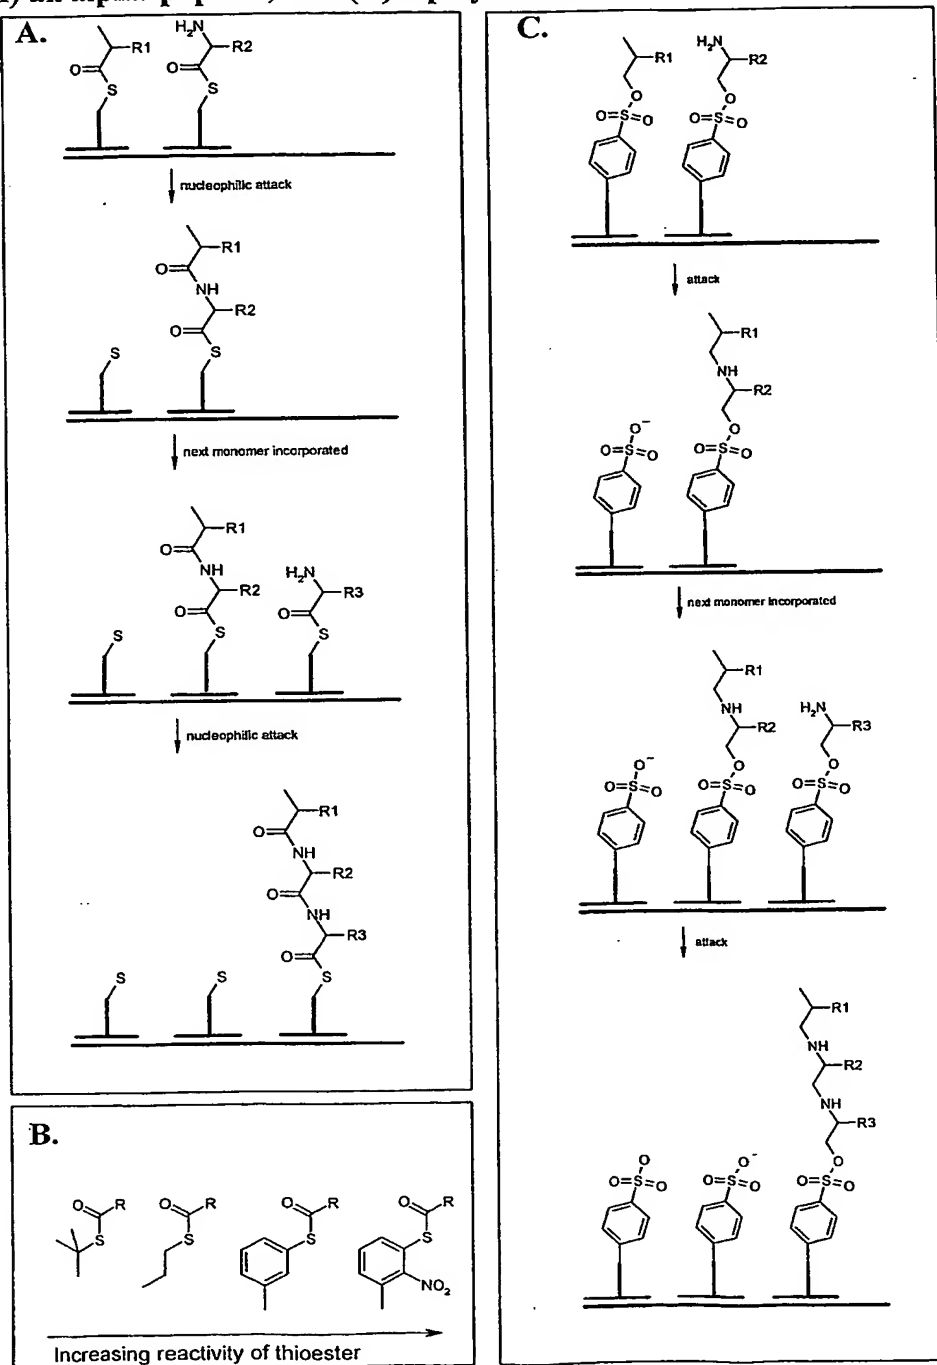 A.
R1
O
S
H₂N
R2
O
S
nucleophilic attack
R1
O
NH
R2
O
S
S
next monomer incorporated
R1
O
NH
R2
O
S
S
H₂N
R3
O
S
nucleophilic attack
R1
O
NH
R2
O
NH
R3
O
S
S
S
B.
O R
S
O R
S
O R
S
O R
S
NO₂
Increasing reactivity of thioester
C.
R1
O
O=S=O
H₂N
R2
O
O=S=O
attack
R1
NH
R2
O
O=S=O
O⁻
O=S=O
next monomer incorporated
R1
NH
R2
O
O=S=O
H₂N
R3
O
O=S=O
O⁻
O=S=O
attack
R1
NH
R2
NH
R3
O
O=S=O
O
O=S=O
O⁻
O=S=O